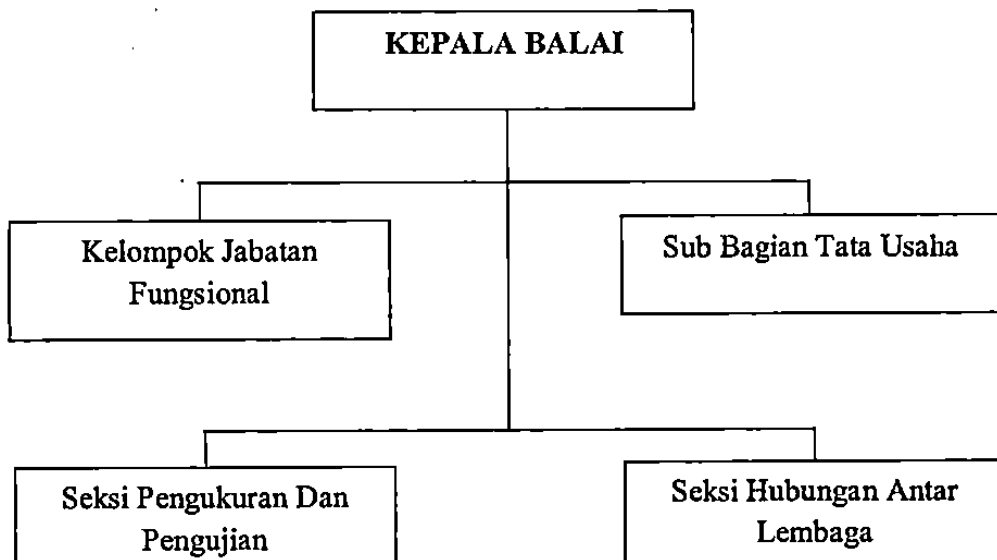 KEPALA BALAI
Kelompok Jabatan
Fungsional
Sub Bagian Tata Usaha
Seksi Pengukuran Dan
Pengujian
Seksi Hubungan Antar
Lembaga